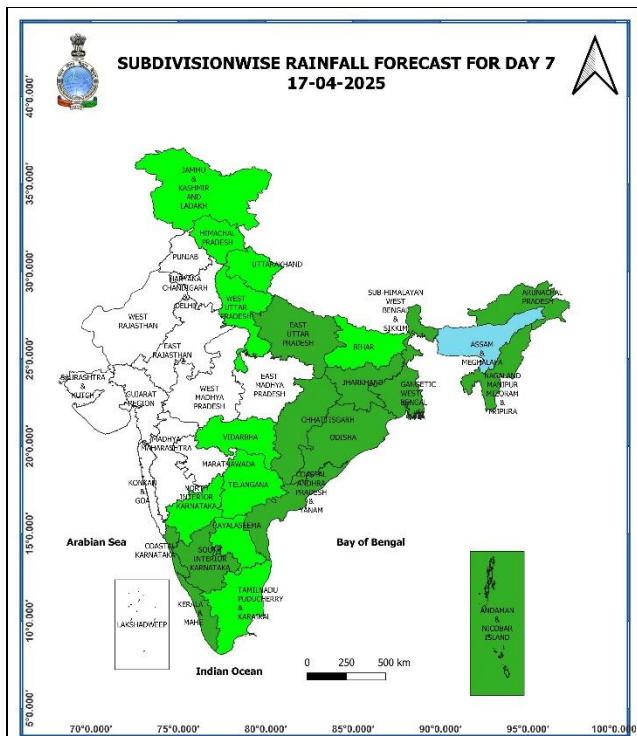 SUBDIVISIONWISE RAINFALL FORECAST FOR DAY 7
17-04-2025
40°0.000'
35°0.000'
30°0.000'
25°0.000'
20°0.000'
15°0.000'
10°0.000'
5°0.000'
JAMMU
&
KASHMIR
AND
LADAKH
HIMACHAL
PRADESH
PUNJAB
UTTARAKHAND
HARYANA
CHANDIGARH
&
DELHI
WEST
UTTAR
PRADESH
WEST
RAJASTHAN
EAST
RAJASTHAN
EAST
UTTAR
PRADESH
BIHAR
SUB-HIMALAYAN
WEST
BENGAL
&
SIKKIM
ARUNACHAL
PRADESH
ASSAM
&
MEGHALAYA
NAGALAND
MANIPUR
MIZORAM
&
TRIPURA
SAURASHTRA
&
KUTCH
GUJARAT
REGION
WEST
MADHYA
PRADESH
EAST
MADHYA
PRADESH
JHARKHAND
GANGETIC
WEST
BENGAL
CHHATTISGARH
ODISHA
VIDARBHA
MADHYA
MAHARASHTRA
MARATHWADA
KONKAN
&
GOA
NORTH
INTERIOR
KARNATAKA
TELANGANA
COASTAL
ANDHRA
PRADESH
&
YANAM
RAYALASEEMA
COASTAL
KARNATAKA
SOUTH
INTERIOR
KARNATAKA
Arabian Sea
Bay of Bengal
KERALA
&
MAHE
TAMILNADU
PUDUCHERRY
&
KARAIKAL
LAKSHADWEEP
ANDAMAN
&
NICOBAR
ISLAND
Indian Ocean
0 250 500 km
70°0.000' 75°0.000' 80°0.000' 85°0.000' 90°0.000' 95°0.000' 100°0.000'